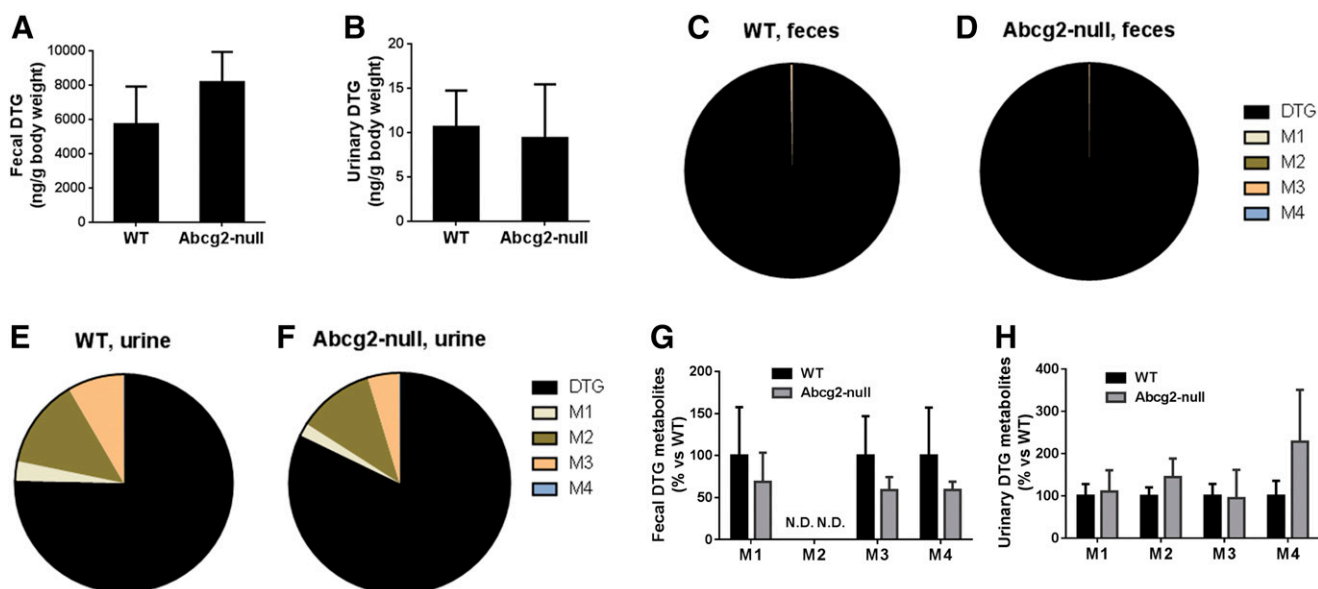 A
Fecal DTG
(ng/g body weight)
10000
8000
6000
4000
2000
0
WT
Abcg2-null
B
Urinary DTG
(ng/g body weight)
20
15
10
5
0
WT
Abcg2-null
C
WT, feces
D
Abcg2-null, feces
DTG
M1
M2
M3
M4
E
WT, urine
F
Abcg2-null, urine
DTG
M1
M2
M3
M4
G
Fecal DTG metabolites
(% vs WT)
200
150
100
50
0
WT
Abcg2-null
N.D. N.D.
M1
M2
M3
M4
H
Urinary DTG metabolites
(% vs WT)
400
300
200
100
0
WT
Abcg2-null
M1
M2
M3
M4